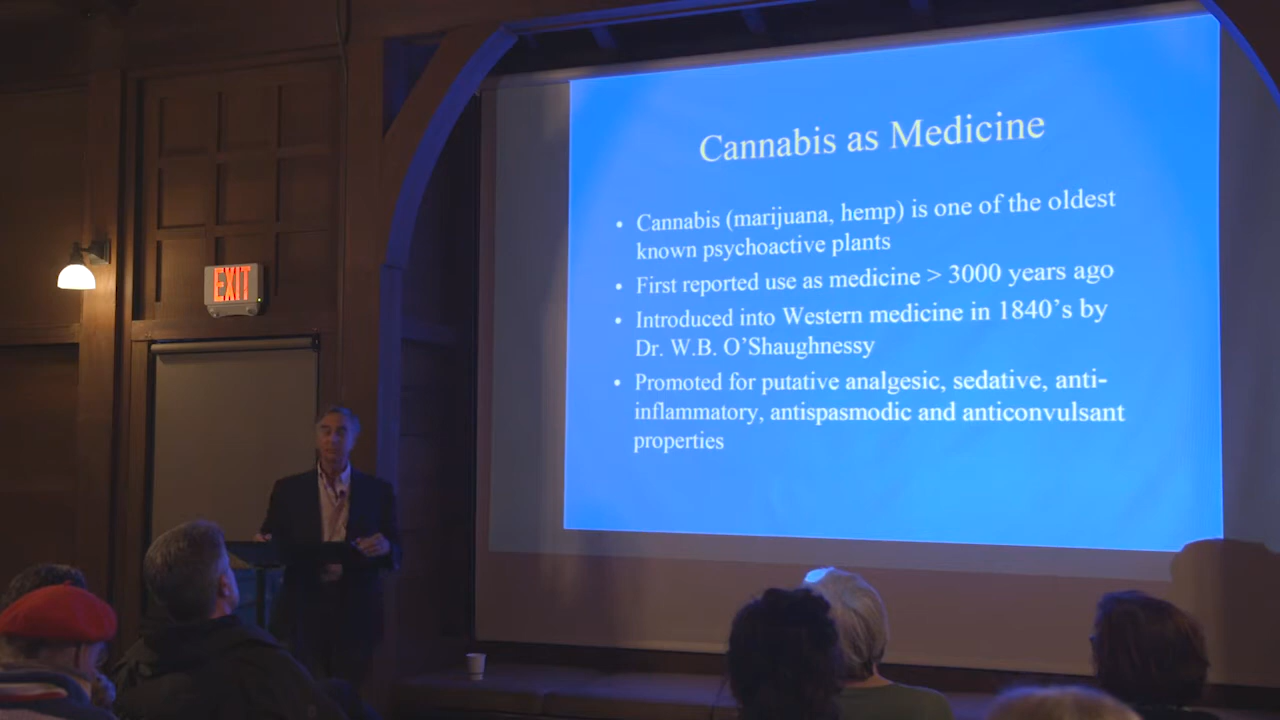 EXIT
Cannabis as Medicine
• Cannabis (marijuana, hemp) is one of the oldest
known psychoactive plants
• First reported use as medicine > 3000 years ago
• Introduced into Western medicine in 1840’s by
Dr. W.B. O’Shaughnessy
• Promoted for putative analgesic, sedative, anti-
inflammatory, antispasmodic and anticonvulsant
properties